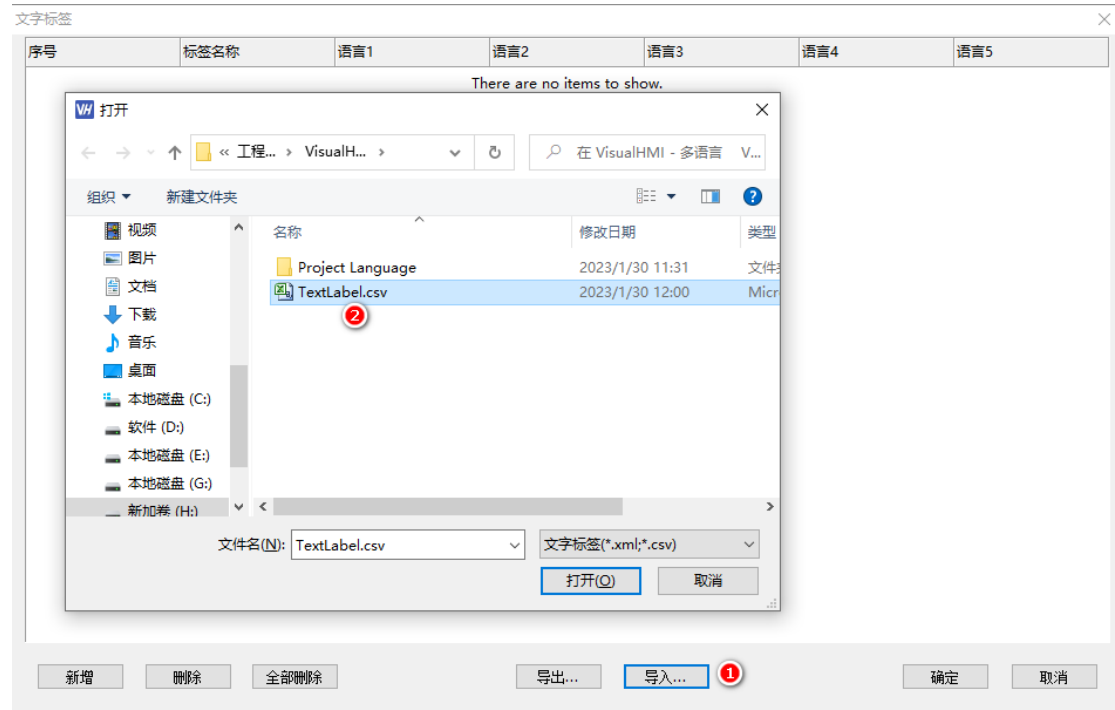 文字标签
序号 标签名称 语言1 语言2 语言3 语言4 语言5
There are no items to show.
VH 打开
« 工程... › VisualH... › 在 VisualHMI - 多语言 V...
组织 新建文件夹 ?
名称 修改日期 类型
视频
图片
文档
下载
音乐
桌面
本地磁盘 (C:)
软件 (D:)
本地磁盘 (E:)
本地磁盘 (G:)
新加卷 (H:)
Project Language 2023/1/30 11:31 文件
TextLabel.csv 2023/1/30 12:00 Micr
2
文件名(N): TextLabel.csv 文字标签(*.xml;*.csv)
打开(O) 取消
新增 删除 全部删除 导出... 导入... 1 确定 取消